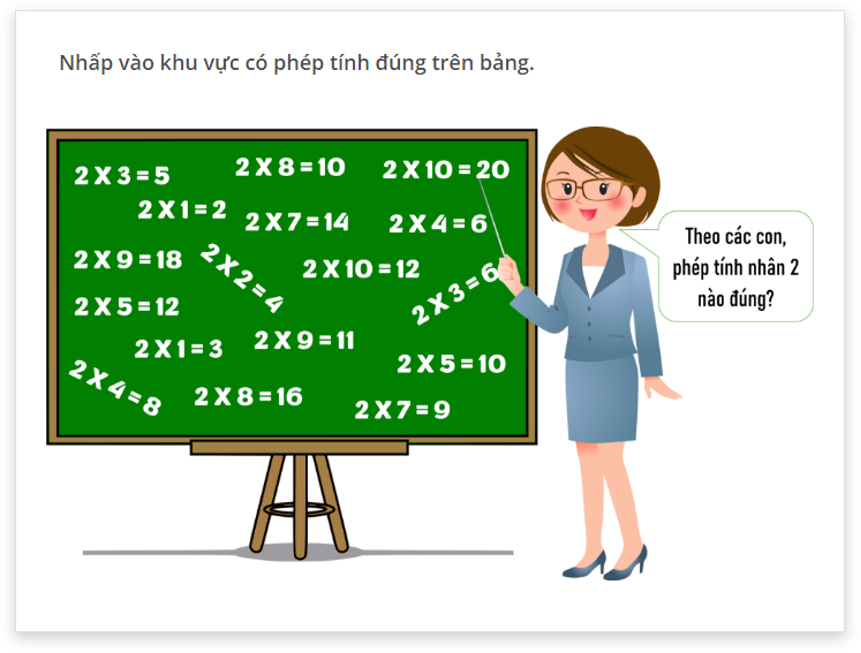 Nhấp vào khu vực có phép tính đúng trên bảng.
2 X 3 = 5
2 X 8 = 10
2 X 10 = 20
2 X 1 = 2
2 X 7 = 14
2 X 4 = 6
2 X 9 = 18
2 X 2 = 4
2 X 10 = 12
2 X 3 = 6
2 X 5 = 12
2 X 1 = 3
2 X 9 = 11
2 X 5 = 10
2 X 4 = 8
2 X 8 = 16
2 X 7 = 9
Theo các con,
phép tính nhân 2
nào đúng?